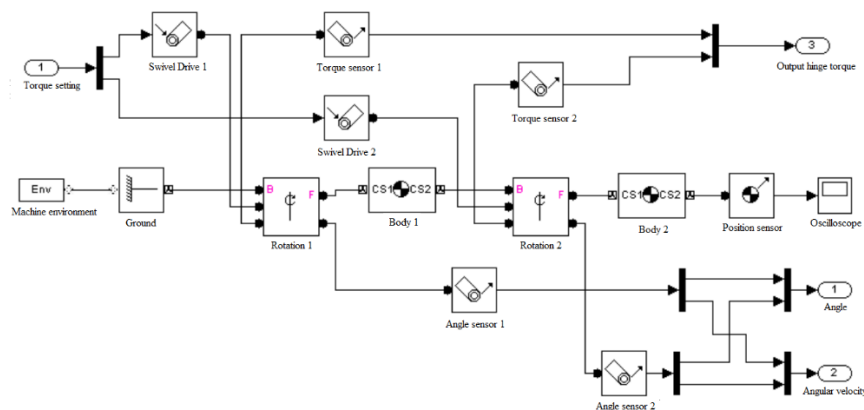 1
Torque setting
Swivel Drive 1
Torque sensor 1
3
Output hinge torque
Torque sensor 2
Swivel Drive 2
Env
Machine environment
Ground
B
F
Rotation 1
CS1 CS2
Body 1
B
F
Rotation 2
CS1 CS2
Body 2
Position sensor
Oscilloscope
Angle sensor 1
1
Angle
Angle sensor 2
2
Angular velocity